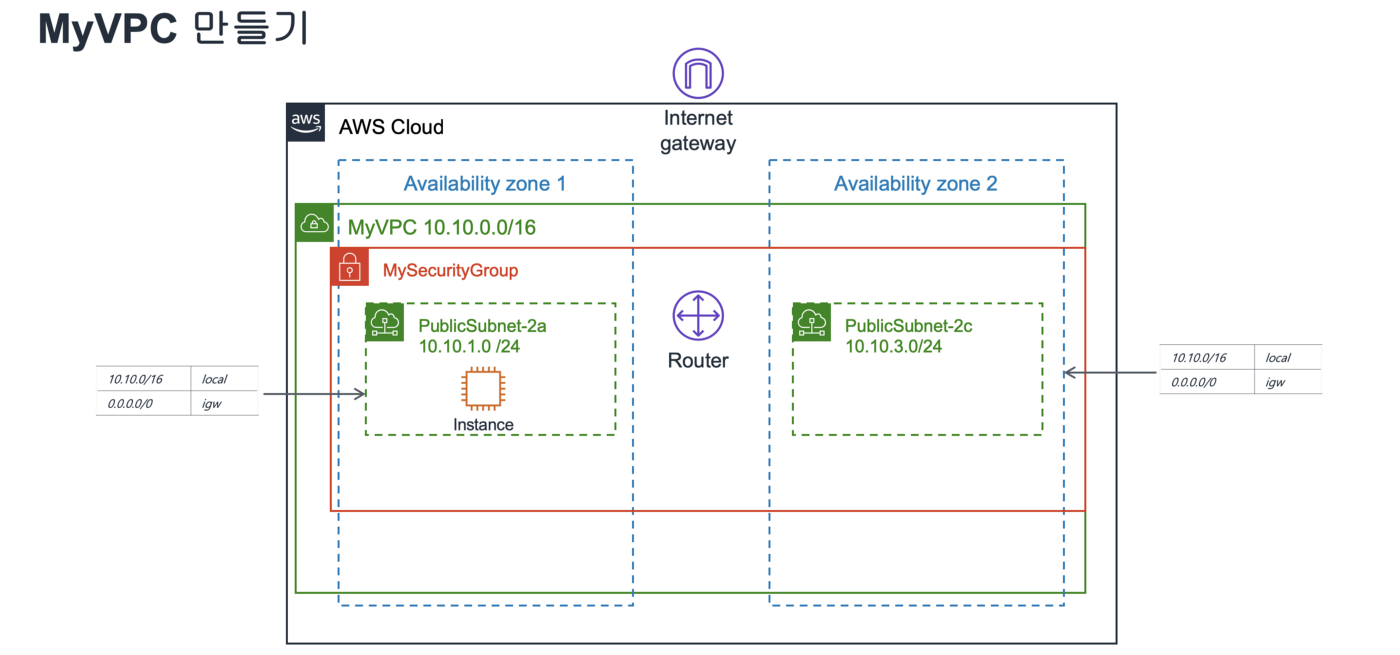 MyVPC 만들기
Internet
gateway
aws
AWS Cloud
Availability zone 1
Availability zone 2
MyVPC 10.10.0.0/16
MySecurityGroup
PublicSubnet-2a
10.10.1.0 /24
Instance
Router
PublicSubnet-2c
10.10.3.0/24
10.10.0/16 local
0.0.0.0/0 igw
10.10.0/16 local
0.0.0.0/0 igw